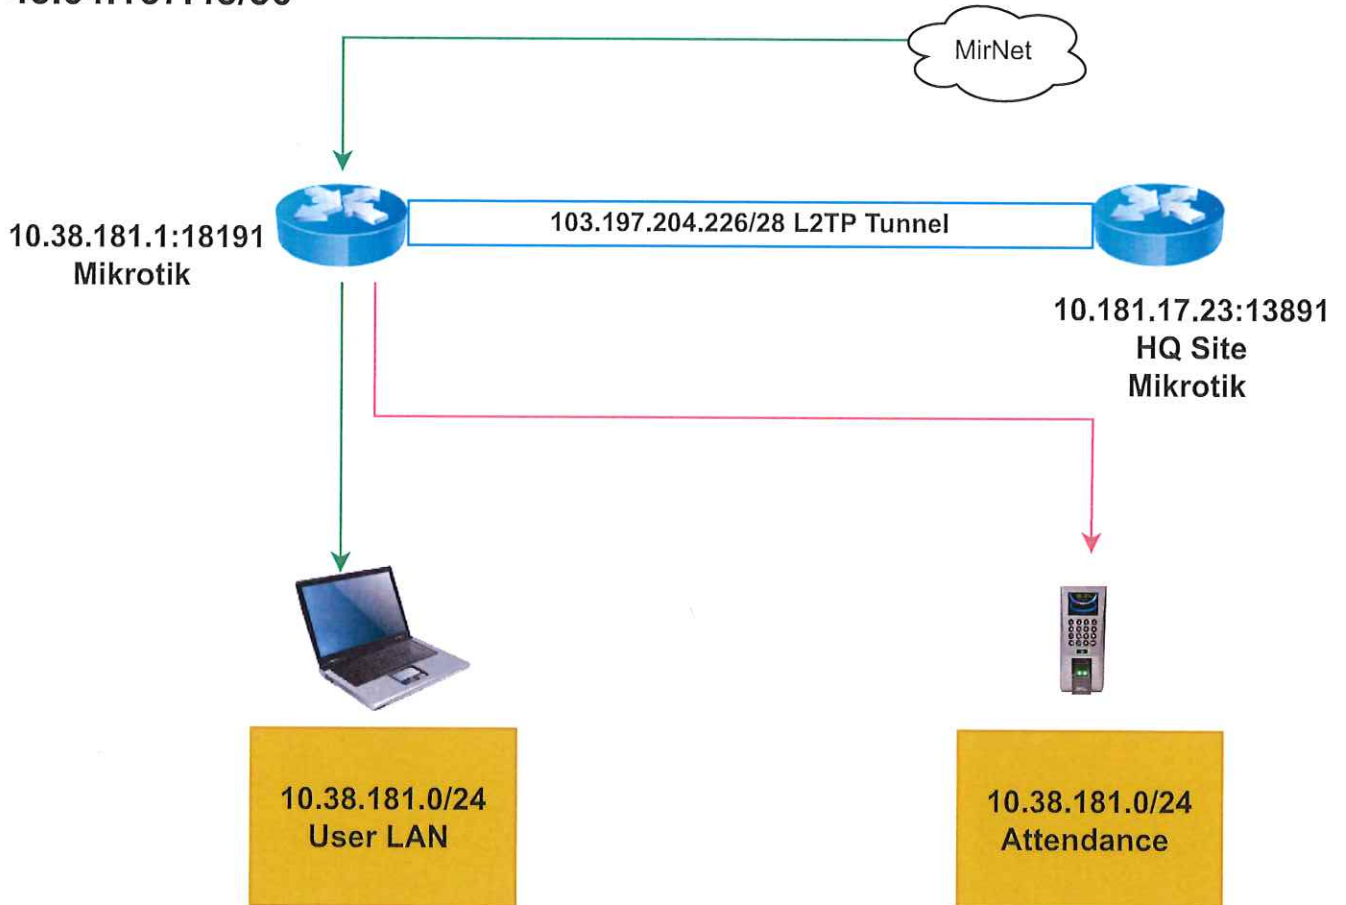 MirNet
103.197.204.226/28 L2TP Tunnel
10.38.181.1:18191
Mikrotik
10.181.17.23:13891
HQ Site
Mikrotik
10.38.181.0/24
User LAN
10.38.181.0/24
Attendance